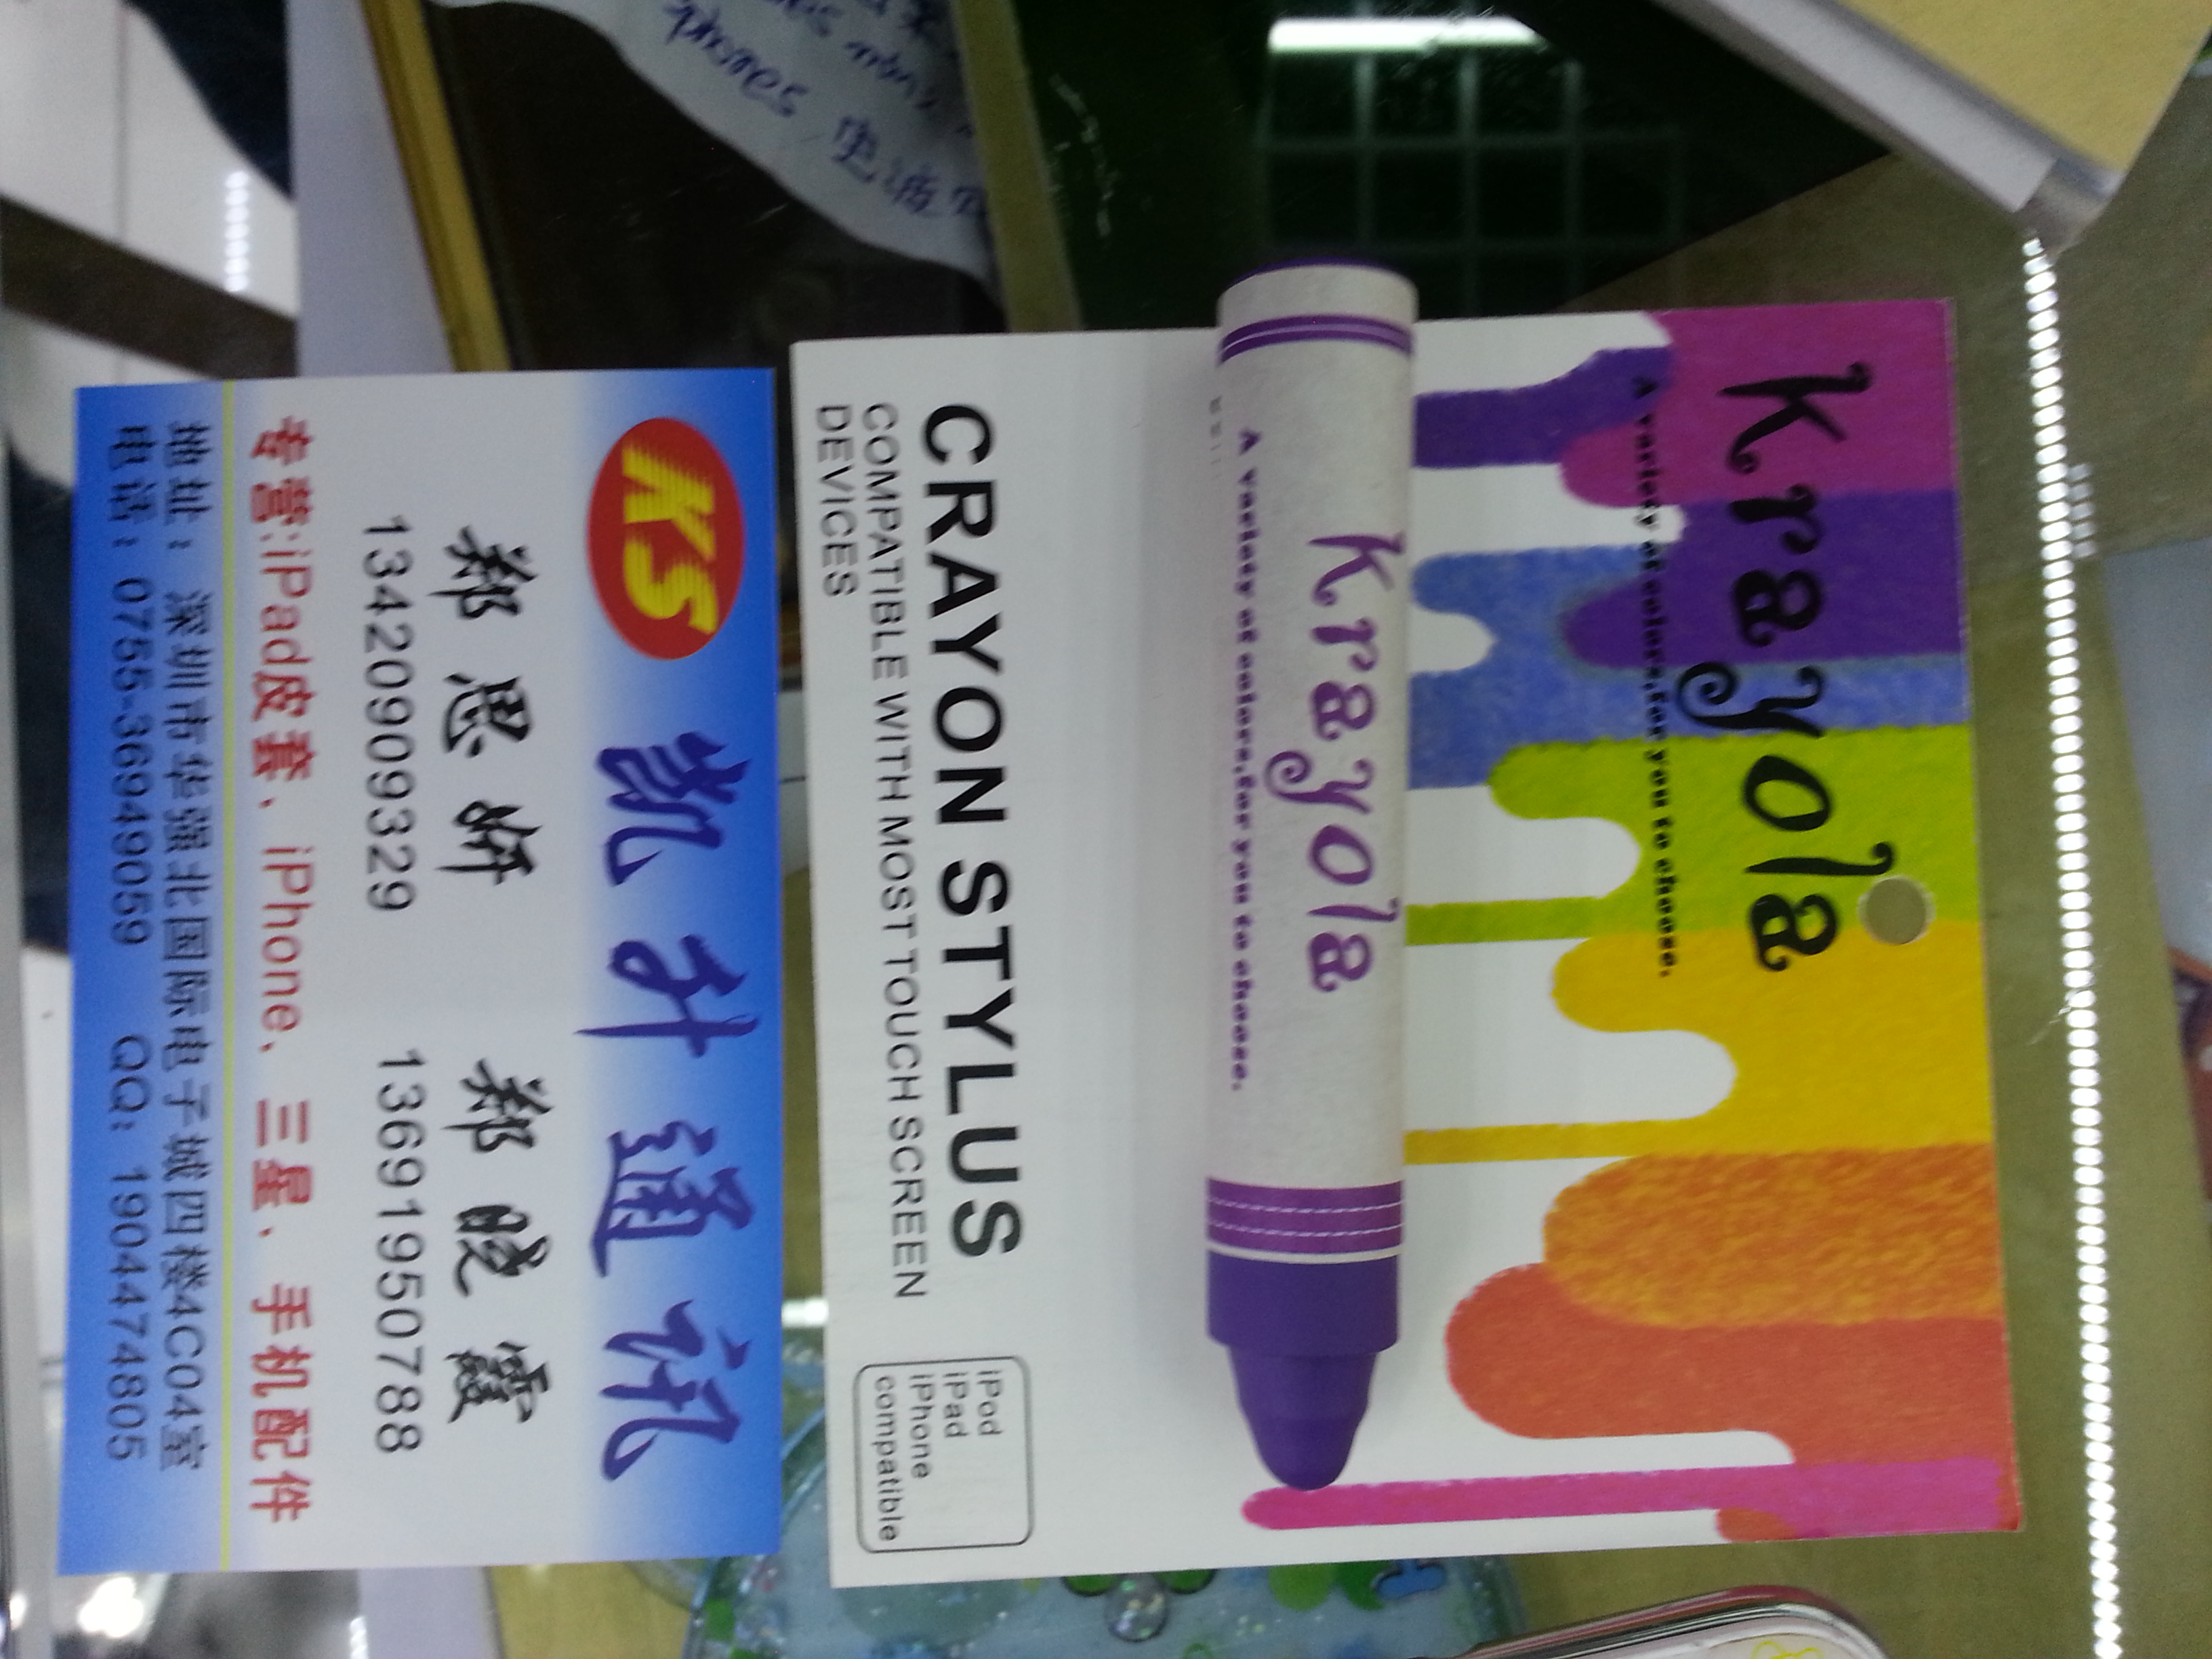 krayola
A variety of colors,for you to choose.
krayola
A variety of colors,for you to choose.
CRAYON STYLUS
COMPATIBLE WITH MOST TOUCH SCREEN
DEVICES
iPod
iPad
iPhone
compatible
KS 凯升通讯
郑思妍 郑晓霞
13420909329 13691950788
专营:iPad皮套、iPhone、三星、手机配件
地址：深圳市华强北国际电子城四楼4C04室
电话：0755-36949059 QQ：1904474805
phones